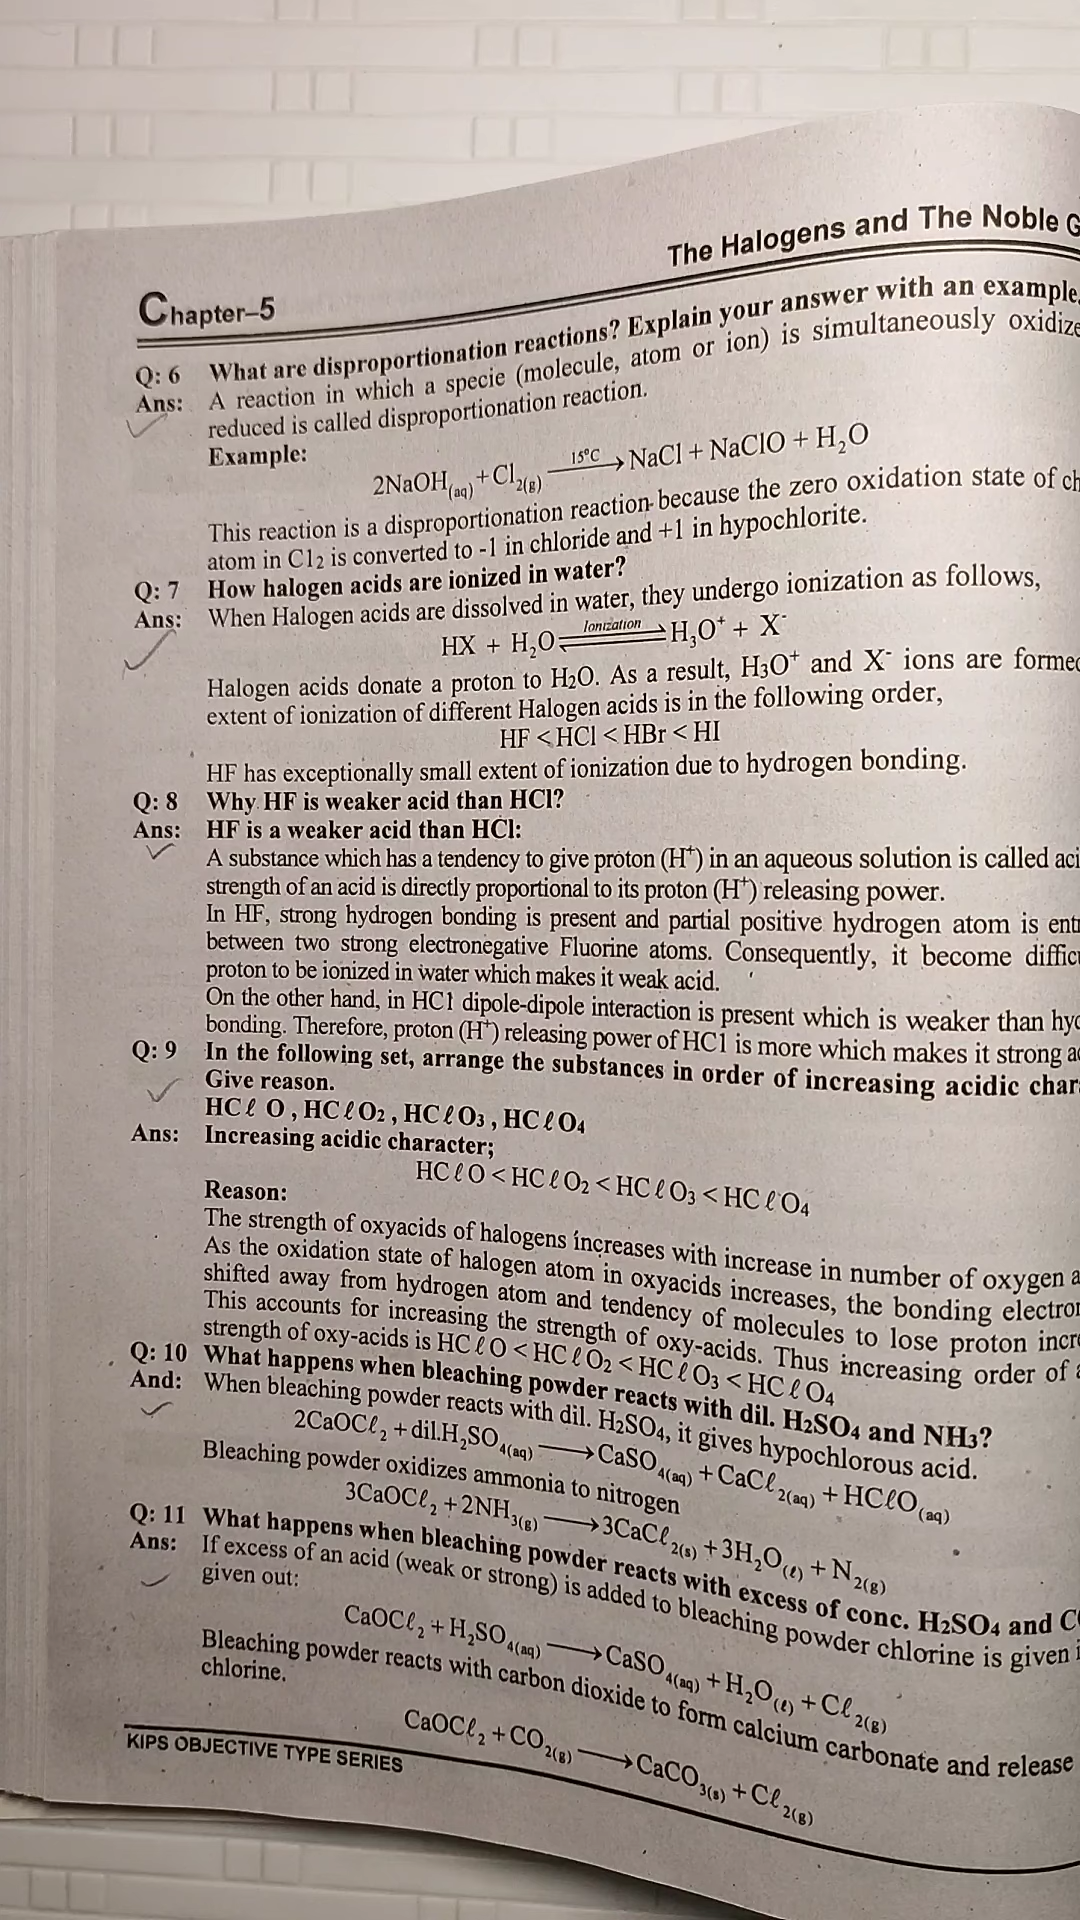 The Halogens and The Noble
Chapter–5
Q: 6 What are disproportionation reactions? Explain your answer with an example.
Ans: A reaction in which a specie (molecule, atom or ion) is simultaneously
reduced is called disproportionation reaction.
Example:
2NaOH(aq) + Cl2(g) —15°C→ NaCl + NaClO + H₂O
This reaction is a disproportionation reaction because the zero oxidation state of
atom in Cl₂ is converted to -1 in chloride and +1 in hypochlorite.
Q: 7 How halogen acids are ionized in water?
Ans: When Halogen acids are dissolved in water, they undergo ionization as follows,
HX + H₂O ⇌ Ionization H₃O⁺ + X⁻
Halogen acids donate a proton to H₂O. As a result, H₃O⁺ and X⁻ ions are
extent of ionization of different Halogen acids is in the following order,
HF < HCl < HBr < HI
HF has exceptionally small extent of ionization due to hydrogen bonding.
Q: 8 Why HF is weaker acid than HCl?
Ans: HF is a weaker acid than HCl:
A substance which has a tendency to give proton (H⁺) in an aqueous solution is called
strength of an acid is directly proportional to its proton (H⁺) releasing power.
In HF, strong hydrogen bonding is present and partial positive hydrogen atom is
between two strong electronegative Fluorine atoms. Consequently, it become
proton to be ionized in water which makes it weak acid.
On the other hand, in HCl dipole-dipole interaction is present which is weaker than
bonding. Therefore, proton (H⁺) releasing power of HCl is more which makes it strong
Q: 9 In the following set, arrange the substances in order of increasing acidic
Give reason.
HCℓ O , HCℓO₂ , HCℓO₃ , HCℓO₄
Ans: Increasing acidic character;
HCℓO < HCℓO₂ < HCℓO₃ < HCℓO₄
Reason:
The strength of oxyacids of halogens increases with increase in number of oxygen
As the oxidation state of halogen atom in oxyacids increases, the bonding
shifted away from hydrogen atom and tendency of molecules to lose proton
This accounts for increasing the strength of oxy-acids. Thus increasing order of
strength of oxy-acids is HCℓO < HCℓO₂ < HCℓO₃ < HCℓO₄
Q: 10 What happens when bleaching powder reacts with dil. H₂SO₄ and NH₃?
And: When bleaching powder reacts with dil. H₂SO₄, it gives hypochlorous acid.
2CaOCℓ₂ + dil.H₂SO₄(aq) → CaSO₄(aq) + CaCℓ₂(aq) + HCℓO(aq)
Bleaching powder oxidizes ammonia to nitrogen
3CaOCℓ₂ + 2NH₃(g) → 3CaCℓ₂(s) + 3H₂O(ℓ) + N₂(g)
Q: 11 What happens when bleaching powder reacts with excess of conc. H₂SO₄ and
Ans: If excess of an acid (weak or strong) is added to bleaching powder chlorine is given
given out:
CaOCℓ₂ + H₂SO₄(aq) → CaSO₄(aq) + H₂O(ℓ) + Cℓ₂(g)
Bleaching powder reacts with carbon dioxide to form calcium carbonate and release
chlorine.
CaOCℓ₂ + CO₂(g) → CaCO₃(s) + Cℓ₂(g)
KIPS OBJECTIVE TYPE SERIES